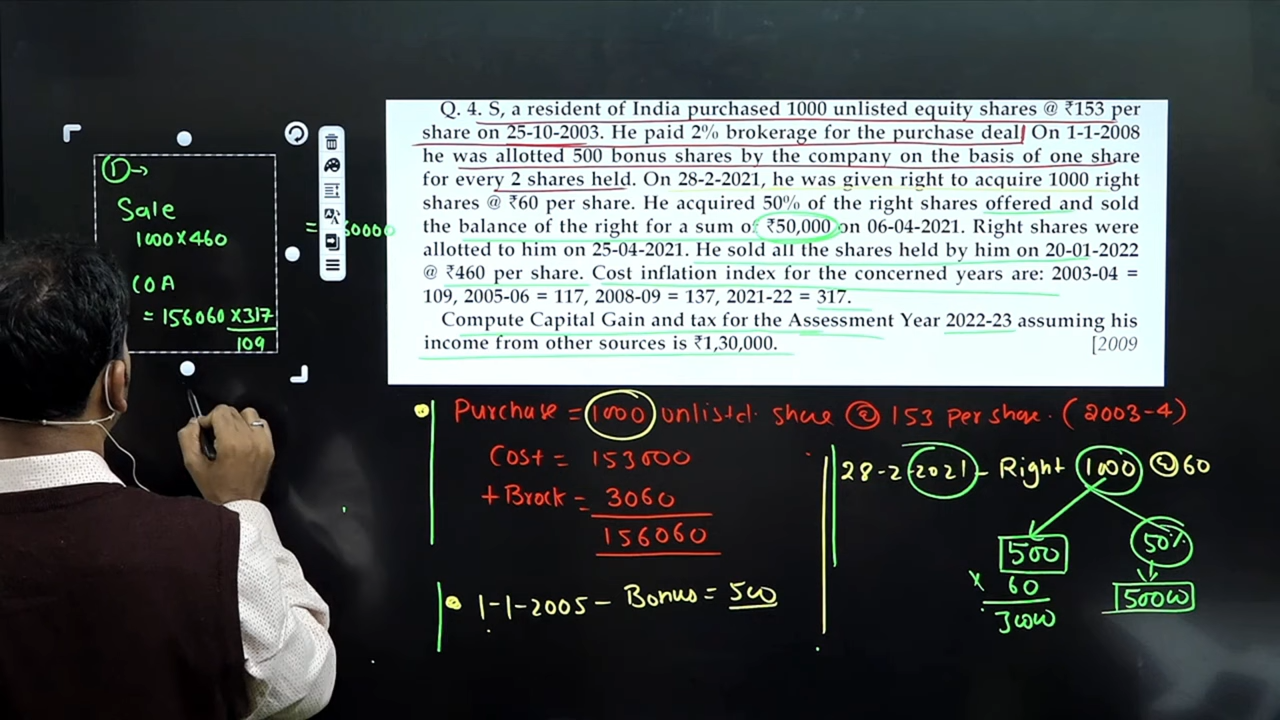 Q. 4. S, a resident of India purchased 1000 unlisted equity shares @ ₹153 per
share on 25-10-2003. He paid 2% brokerage for the purchase deal. On 1-1-2008
he was allotted 500 bonus shares by the company on the basis of one share
for every 2 shares held. On 28-2-2021, he was given right to acquire 1000 right
shares @ ₹60 per share. He acquired 50% of the right shares offered and sold
the balance of the right for a sum of ₹50,000 on 06-04-2021. Right shares were
allotted to him on 25-04-2021. He sold all the shares held by him on 20-01-2022
@ ₹460 per share. Cost inflation index for the concerned years are: 2003-04 =
109, 2005-06 = 117, 2008-09 = 137, 2021-22 = 317.
Compute Capital Gain and tax for the Assessment Year 2022-23 assuming his
income from other sources is ₹1,30,000. [2009
① →
Sale
1000×460 =
COA
= 156060 ×317
109
Purchase = 1000 unlistd. share @ 153 per share. (2003-4)
Cost = 153000
+ Brock = 3060
156060
1-1-2005 – Bonus = 500
28-2 2021 – Right 1000 @ 60
500 50%
× 60 50000